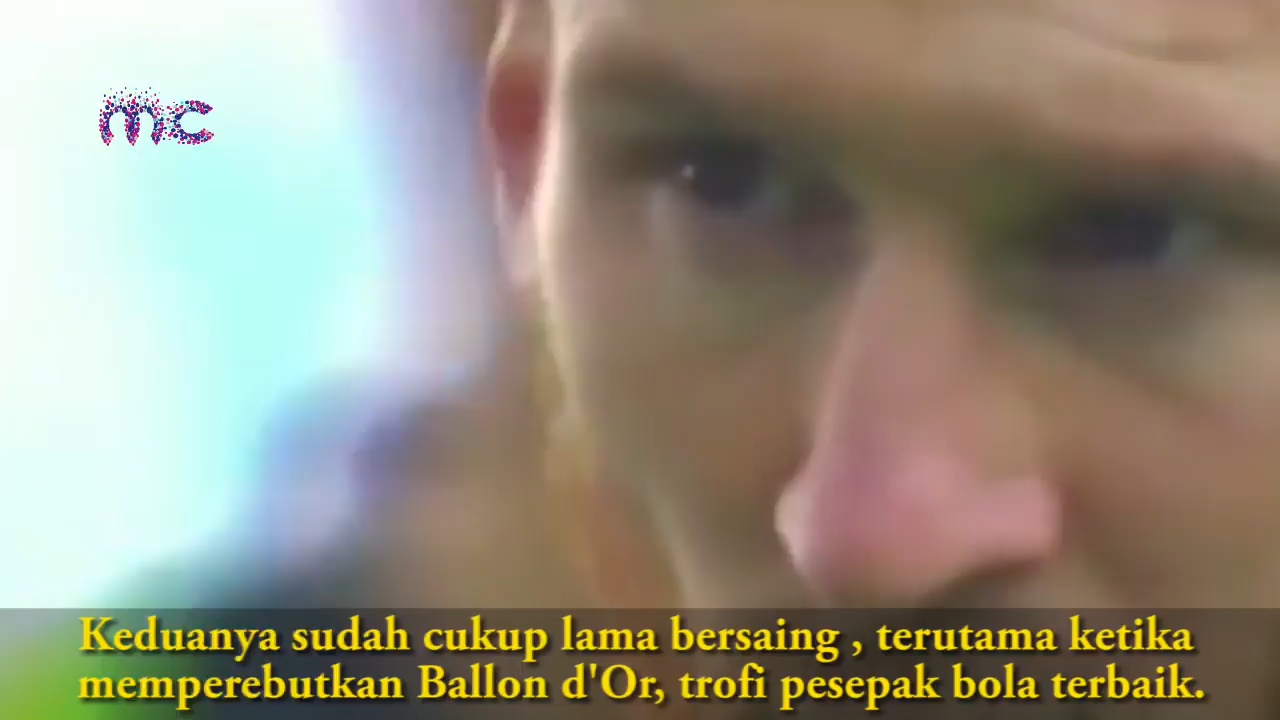 mc
Keduanya sudah cukup lama bersaing , terutama ketika
memperebutkan Ballon d'Or, trofi pesepak bola terbaik.